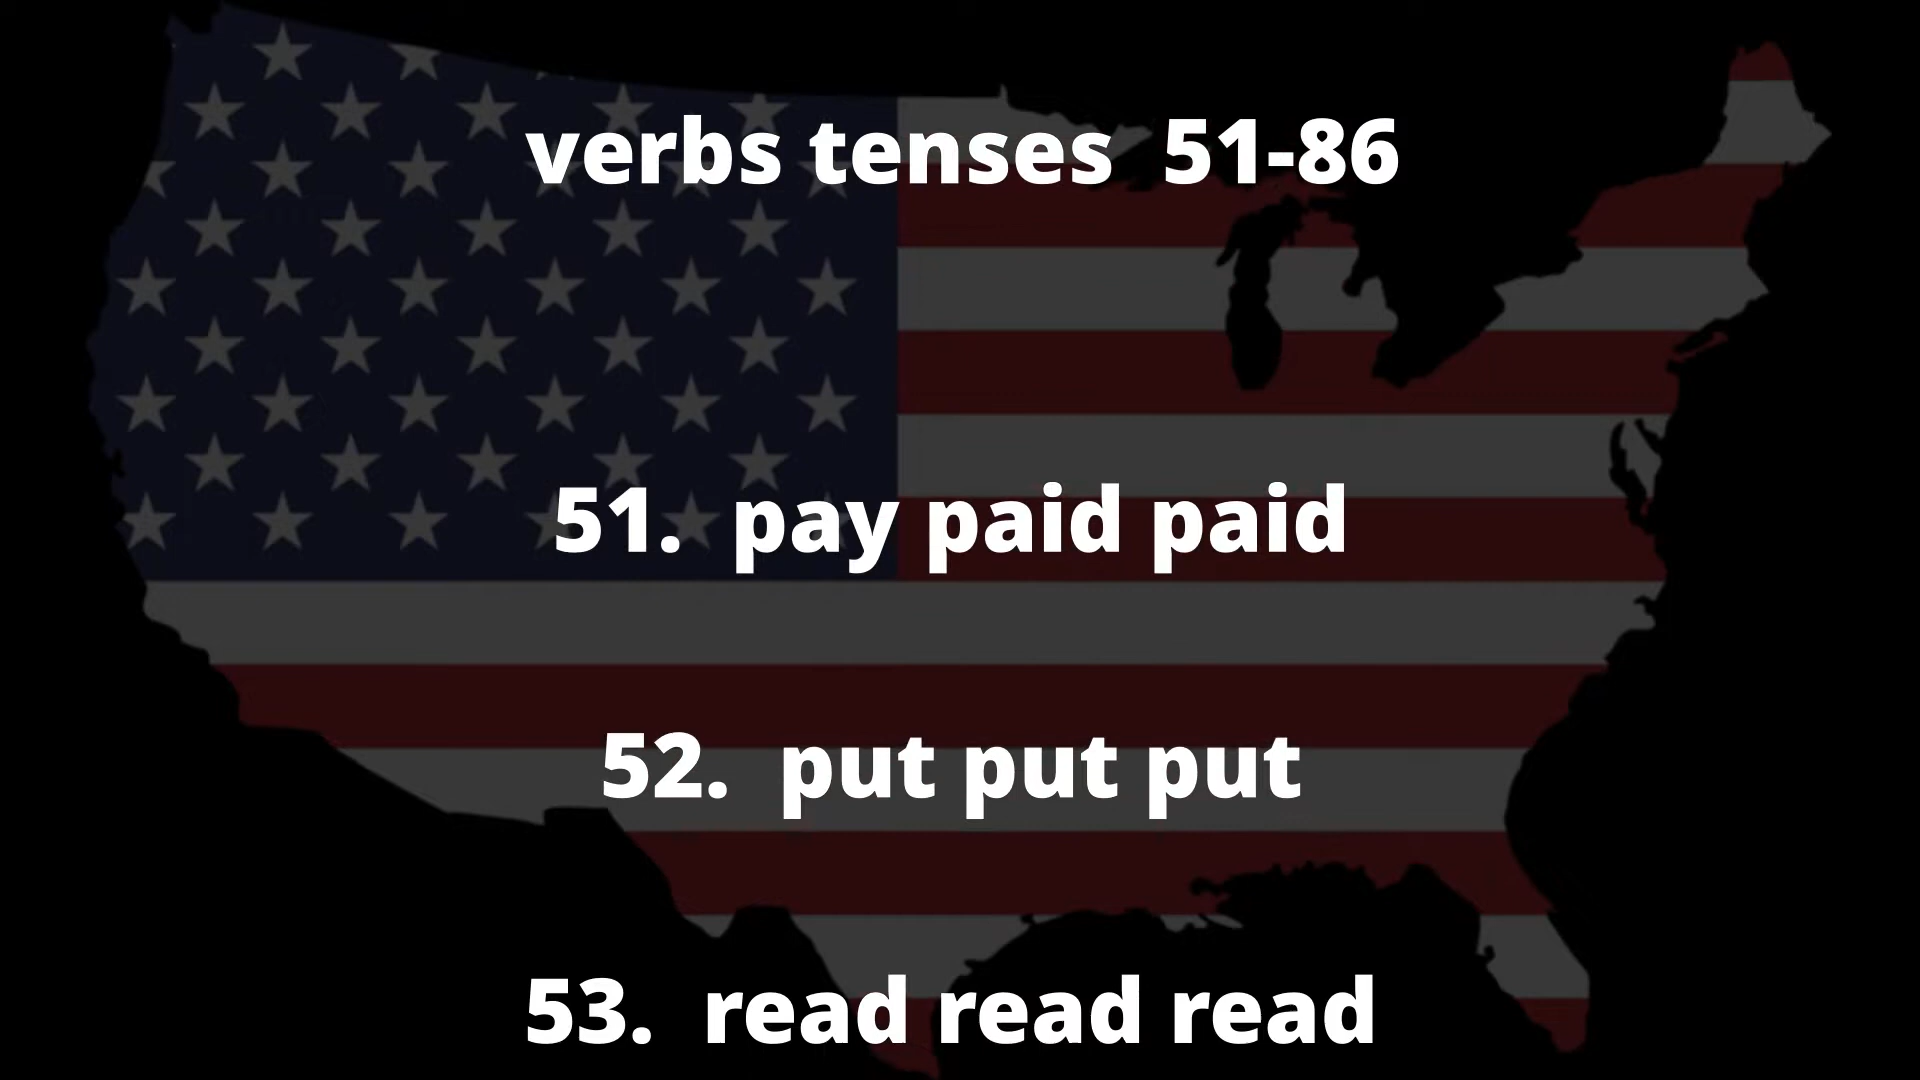 verbs tenses  51-86
51.  pay paid paid
52.  put put put
53.  read read read